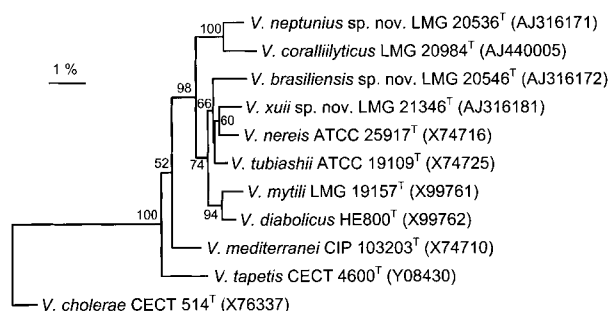 100 V. neptunius sp. nov. LMG 20536T (AJ316171)
V. coralliilyticus LMG 20984T (AJ440005)
1 %
V. brasiliensis sp. nov. LMG 20546T (AJ316172)
98
66
V. xuii sp. nov. LMG 21346T (AJ316181)
60
V. nereis ATCC 25917T (X74716)
52
74
V. tubiashii ATCC 19109T (X74725)
V. mytili LMG 19157T (X99761)
100
94
V. diabolicus HE800T (X99762)
V. mediterranei CIP 103203T (X74710)
V. tapetis CECT 4600T (Y08430)
V. cholerae CECT 514T (X76337)